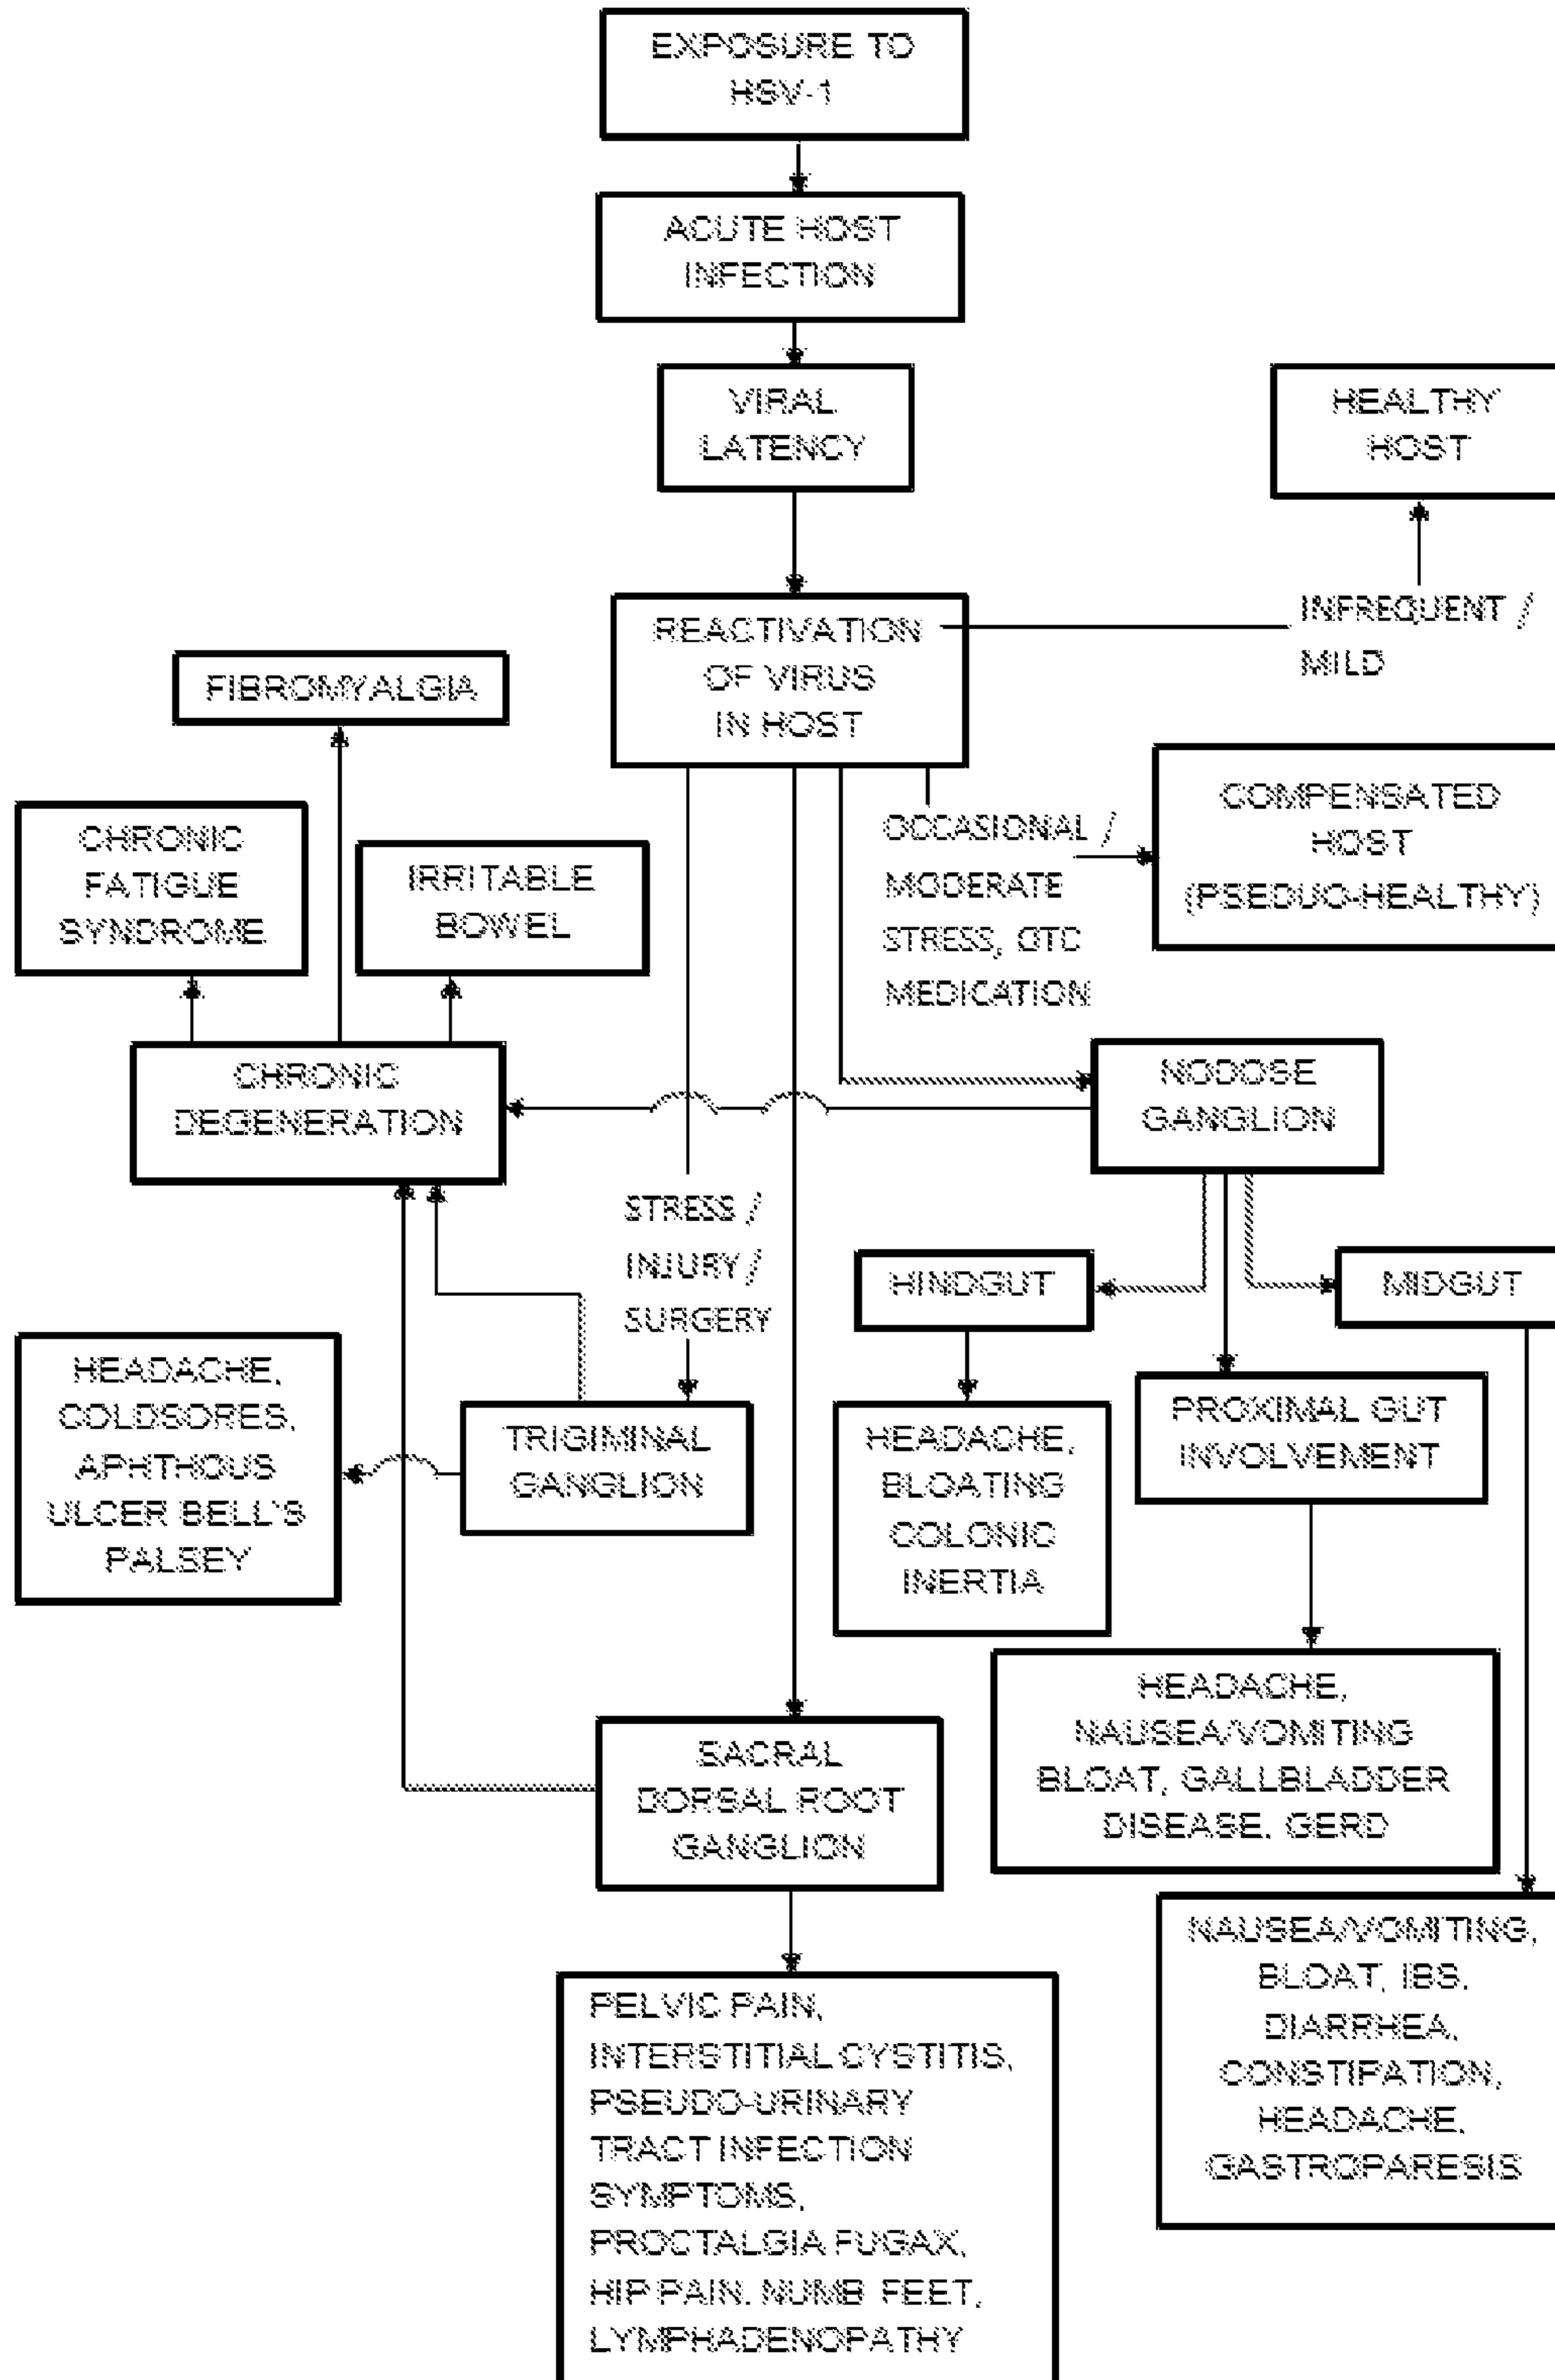 EXPOSURE TO
HSV-1
ACUTE HOST
INFECTION
VIRAL
LATENCY
HEALTHY
HOST
REACTIVATION
OF VIRUS
IN HOST
INFREQUENT /
MILD
FIBROMYALGIA
CHRONIC
FATIGUE
SYNDROME
IRRITABLE
BOWEL
OCCASIONAL /
MODERATE
STRESS, OTC
MEDICATION
COMPENSATED
HOST
(PSEDUO-HEALTHY)
CHRONIC
DEGENERATION
NODOSE
GANGLION
STRESS /
INJURY /
SURGERY
HINDGUT
MIDGUT
HEADACHE,
COLDSORES,
APHTHOUS
ULCER BELL'S
PALSEY
TRIGIMINAL
GANGLION
HEADACHE,
BLOATING
COLONIC
INERTIA
PROXIMAL GUT
INVOLVEMENT
HEADACHE,
NAUSEA/VOMITING
BLOAT, GALLBLADDER
DISEASE, GERD
SACRAL
DORSAL ROOT
GANGLION
NAUSEA/VOMITING,
BLOAT, IBS,
DIARRHEA,
CONSTIPATION,
HEADACHE,
GASTROPARESIS
PELVIC PAIN,
INTERSTITIAL CYSTITIS,
PSEUDO-URINARY
TRACT INFECTION
SYMPTOMS,
PROCTALGIA FUGAX,
HIP PAIN. NUMB FEET,
LYMPHADENOPATHY